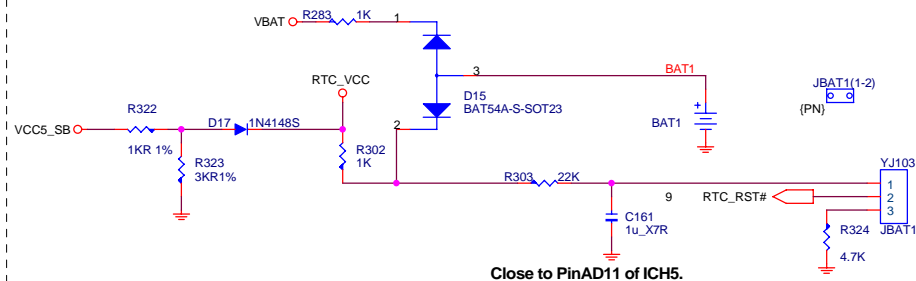 VBAT R283 1K 1
RTC_VCC
3 BAT1
JBAT1(1-2)
{PN}
D15
BAT54A-S-SOT23
R322
VCC5_SB
1KR 1%
D17 1N4148S
2
BAT1
+
R323
3KR1%
R302
1K
R303 22K
YJ103
1
2
3
JBAT1
9 RTC_RST#
C161
1u_X7R
R324
4.7K
Close to PinAD11 of ICH5.